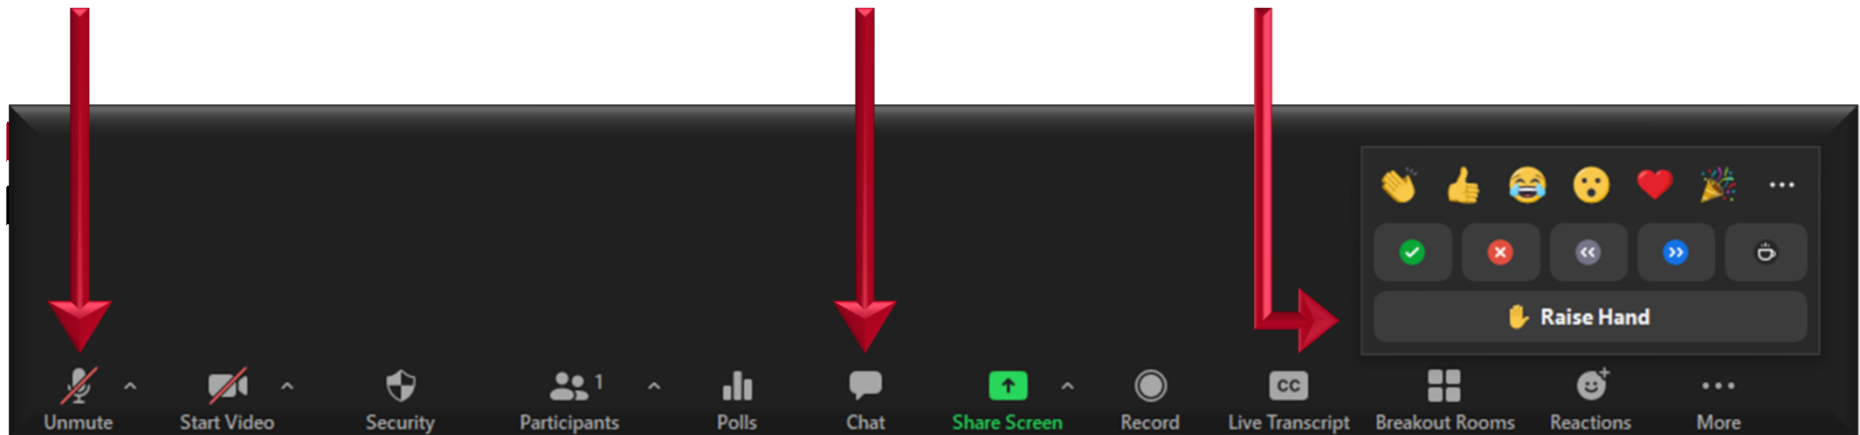 Raise Hand
1
CC
Unmute Start Video Security Participants Polls Chat Share Screen Record Live Transcript Breakout Rooms Reactions More